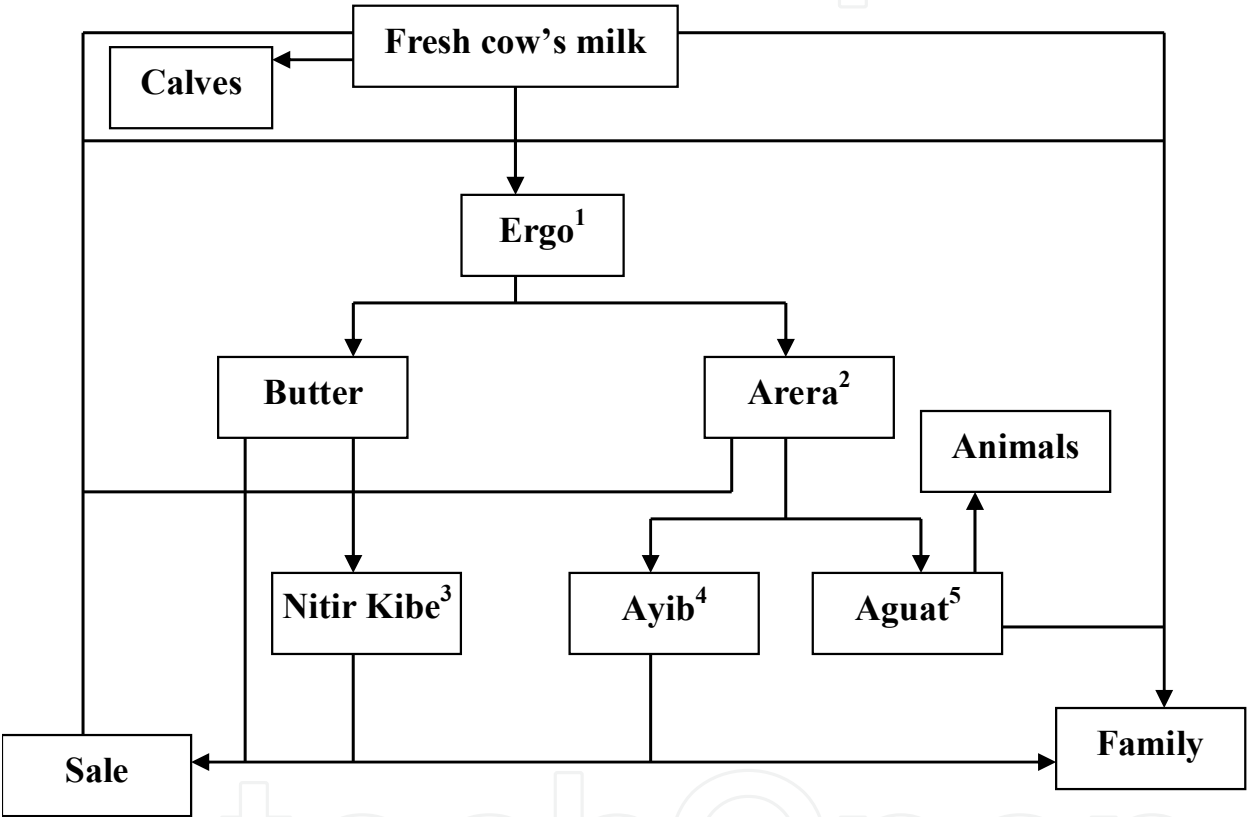 Fresh cow's milk
Calves
Ergo¹
Butter
Arera²
Animals
Nitir Kibe³
Ayib⁴
Aguat⁵
Family
Sale